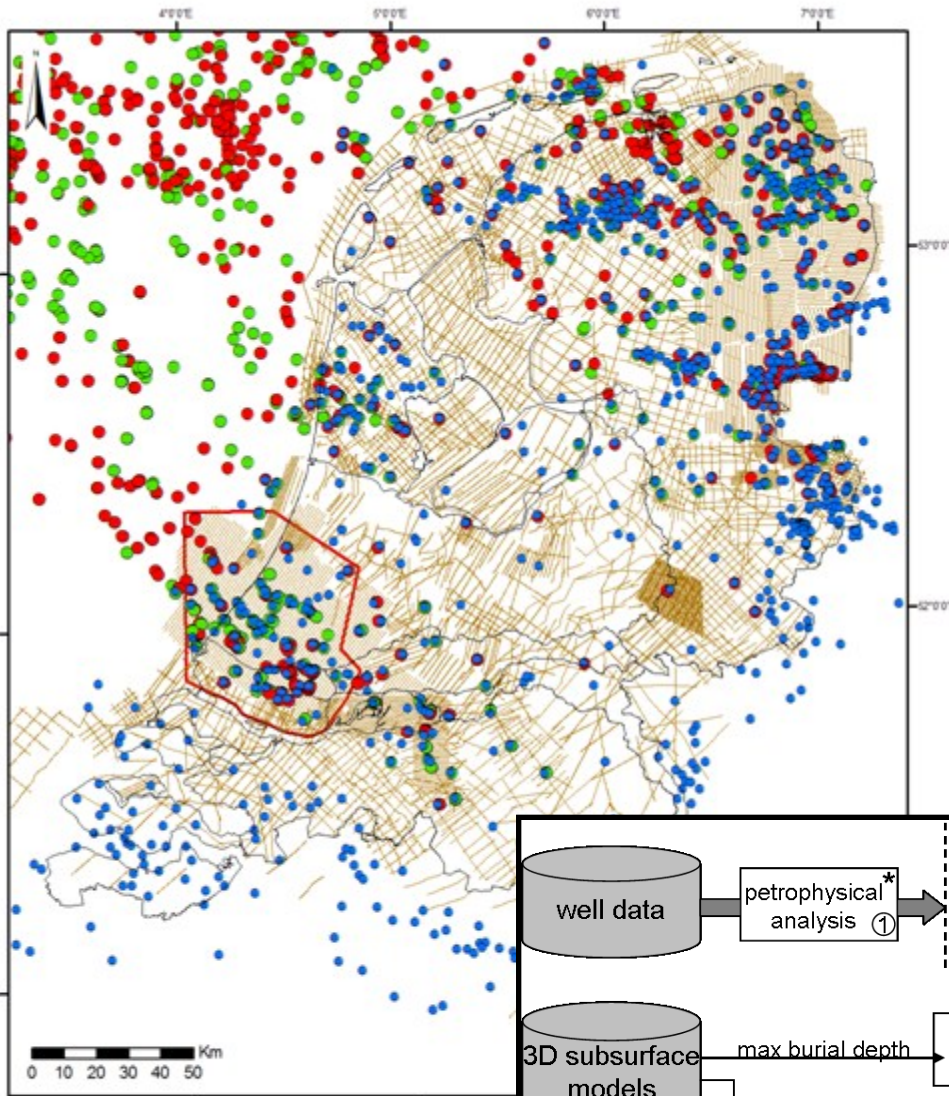 4°0'0"E 5°0'0"E 6°0'0"E 7°0'0"E
N
53°0'0"
52°0'0"
well data
petrophysical*
analysis ①
3D subsurface
models
max burial depth
Km
0 10 20 30 40 50